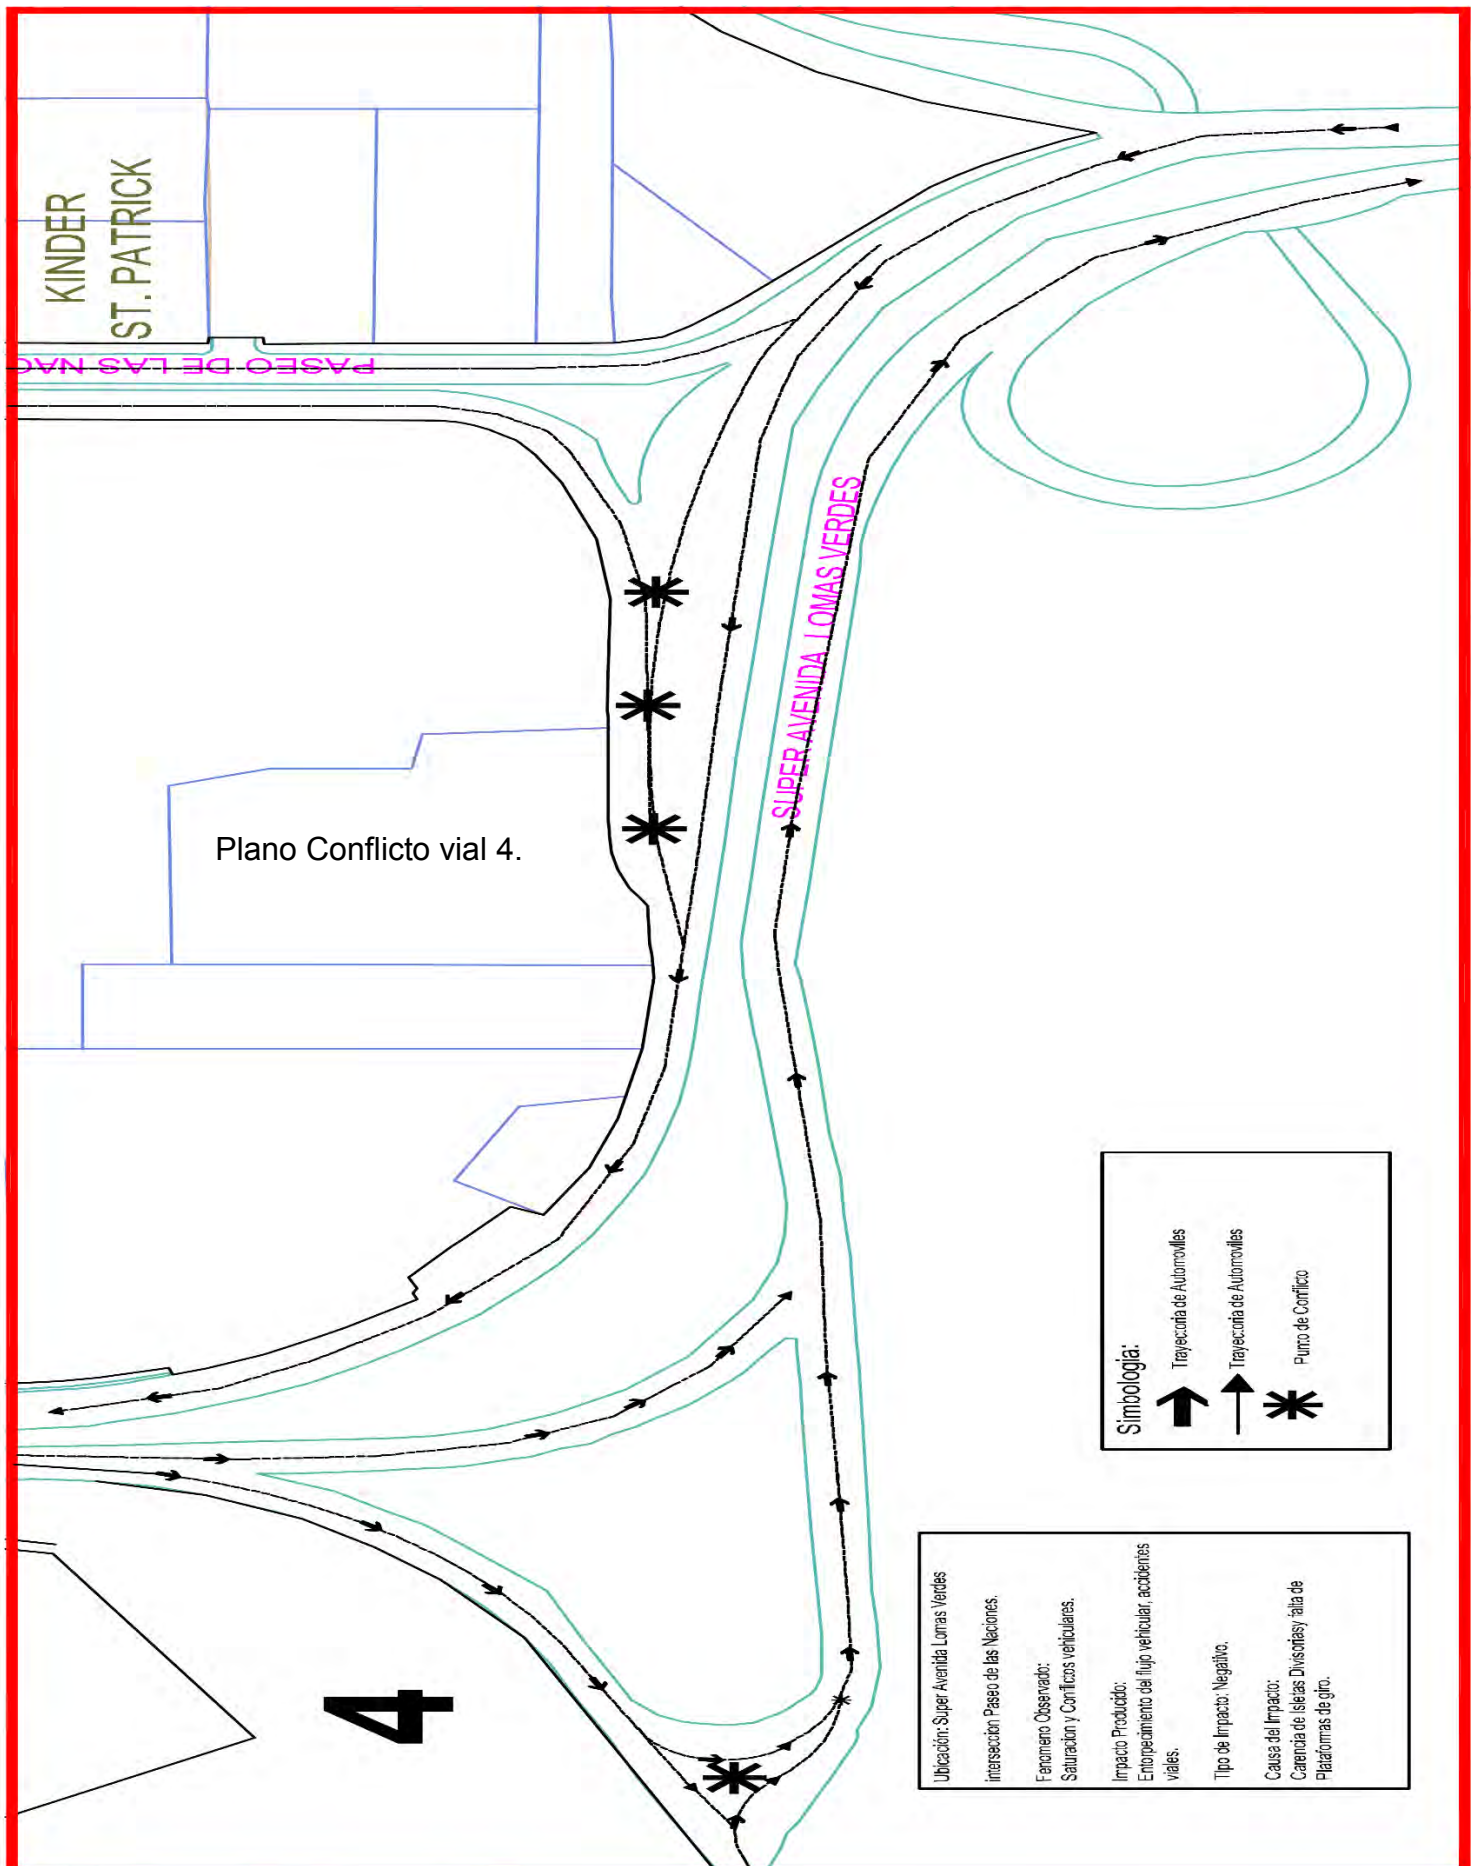 KINDER
ST. PATRICK
PASEO DE LAS NAC
SUPER AVENIDA LOMAS VERDES
Plano Conflicto vial 4.
4
Simbología:
Trayectoria de Automoviles
Trayectoria de Automoviles
Punto de Conflicto
Ubicación: Super Avenida Lomas Verdes
interseccion Paseo de las Naciones.
Fenomeno Observado:
Saturacion y Conflictos vehiculares.
Impacto Producido:
Entorpecimiento del flujo vehicular, accidentes
viales.
Tipo de Impacto: Negativo.
Causa del Impacto:
Carencia de Isletas Divisorias y falta de
Plataformas de giro.